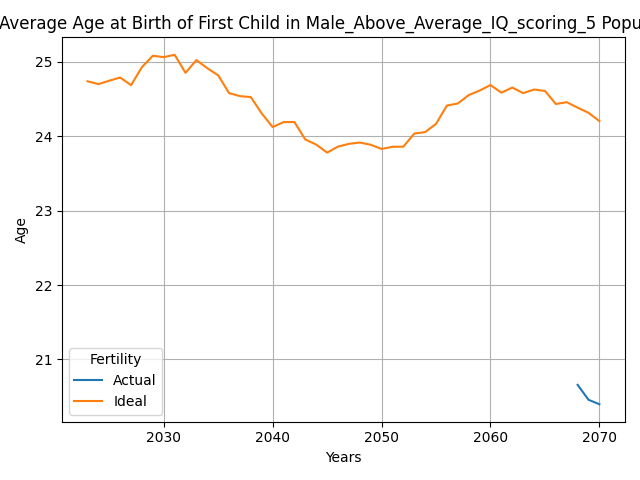 Average Age at Birth of First Child in Male_Above_Average_IQ_scoring_5 Popu
25
24
23
22
21
Age
Fertility
Actual
Ideal
2030 2040 2050 2060 2070
Years